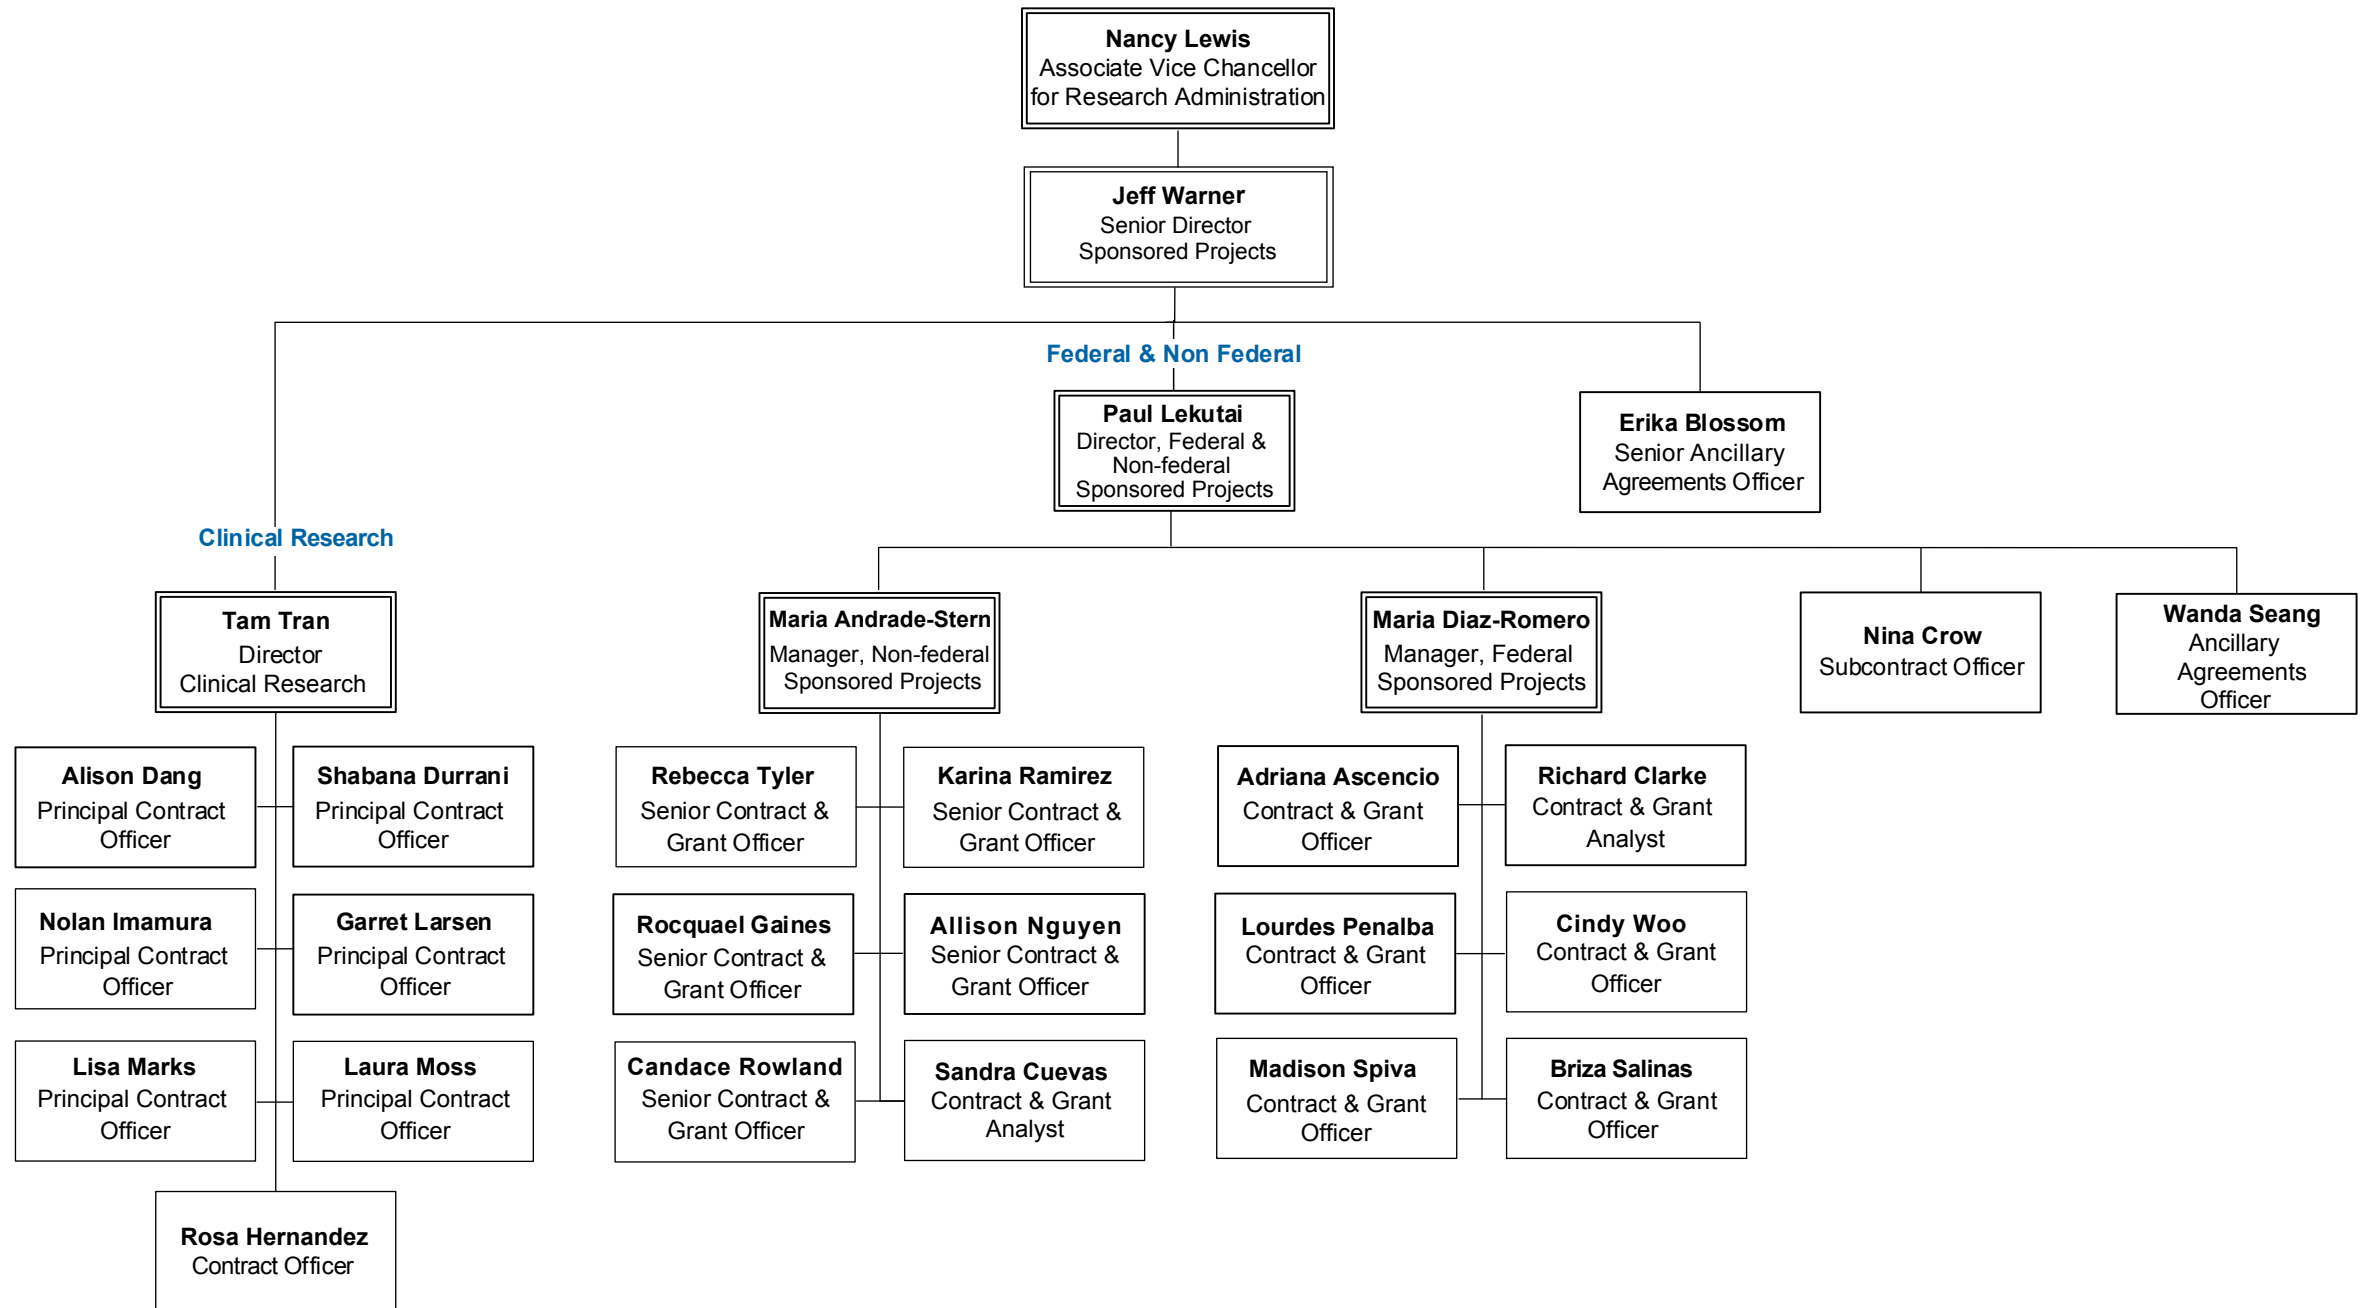 Nancy Lewis
Associate Vice Chancellor
for Research Administration
Jeff Warner
Senior Director
Sponsored Projects
Federal & Non Federal
Paul Lekutai
Director, Federal &
Non-federal
Sponsored Projects
Erika Blossom
Senior Ancillary
Agreements Officer
Clinical Research
Tam Tran
Director
Clinical Research
Maria Andrade-Stern
Manager, Non-federal
Sponsored Projects
Maria Diaz-Romero
Manager, Federal
Sponsored Projects
Nina Crow
Subcontract Officer
Wanda Seang
Ancillary
Agreements
Officer
Alison Dang
Principal Contract
Officer
Shabana Durrani
Principal Contract
Officer
Rebecca Tyler
Senior Contract &
Grant Officer
Karina Ramirez
Senior Contract &
Grant Officer
Adriana Ascencio
Contract & Grant
Officer
Richard Clarke
Contract & Grant
Analyst
Nolan Imamura
Principal Contract
Officer
Garret Larsen
Principal Contract
Officer
Rocquael Gaines
Senior Contract &
Grant Officer
Allison Nguyen
Senior Contract &
Grant Officer
Lourdes Penalba
Contract & Grant
Officer
Cindy Woo
Contract & Grant
Officer
Lisa Marks
Principal Contract
Officer
Laura Moss
Principal Contract
Officer
Candace Rowland
Senior Contract &
Grant Officer
Sandra Cuevas
Contract & Grant
Analyst
Madison Spiva
Contract & Grant
Officer
Briza Salinas
Contract & Grant
Officer
Rosa Hernandez
Contract Officer